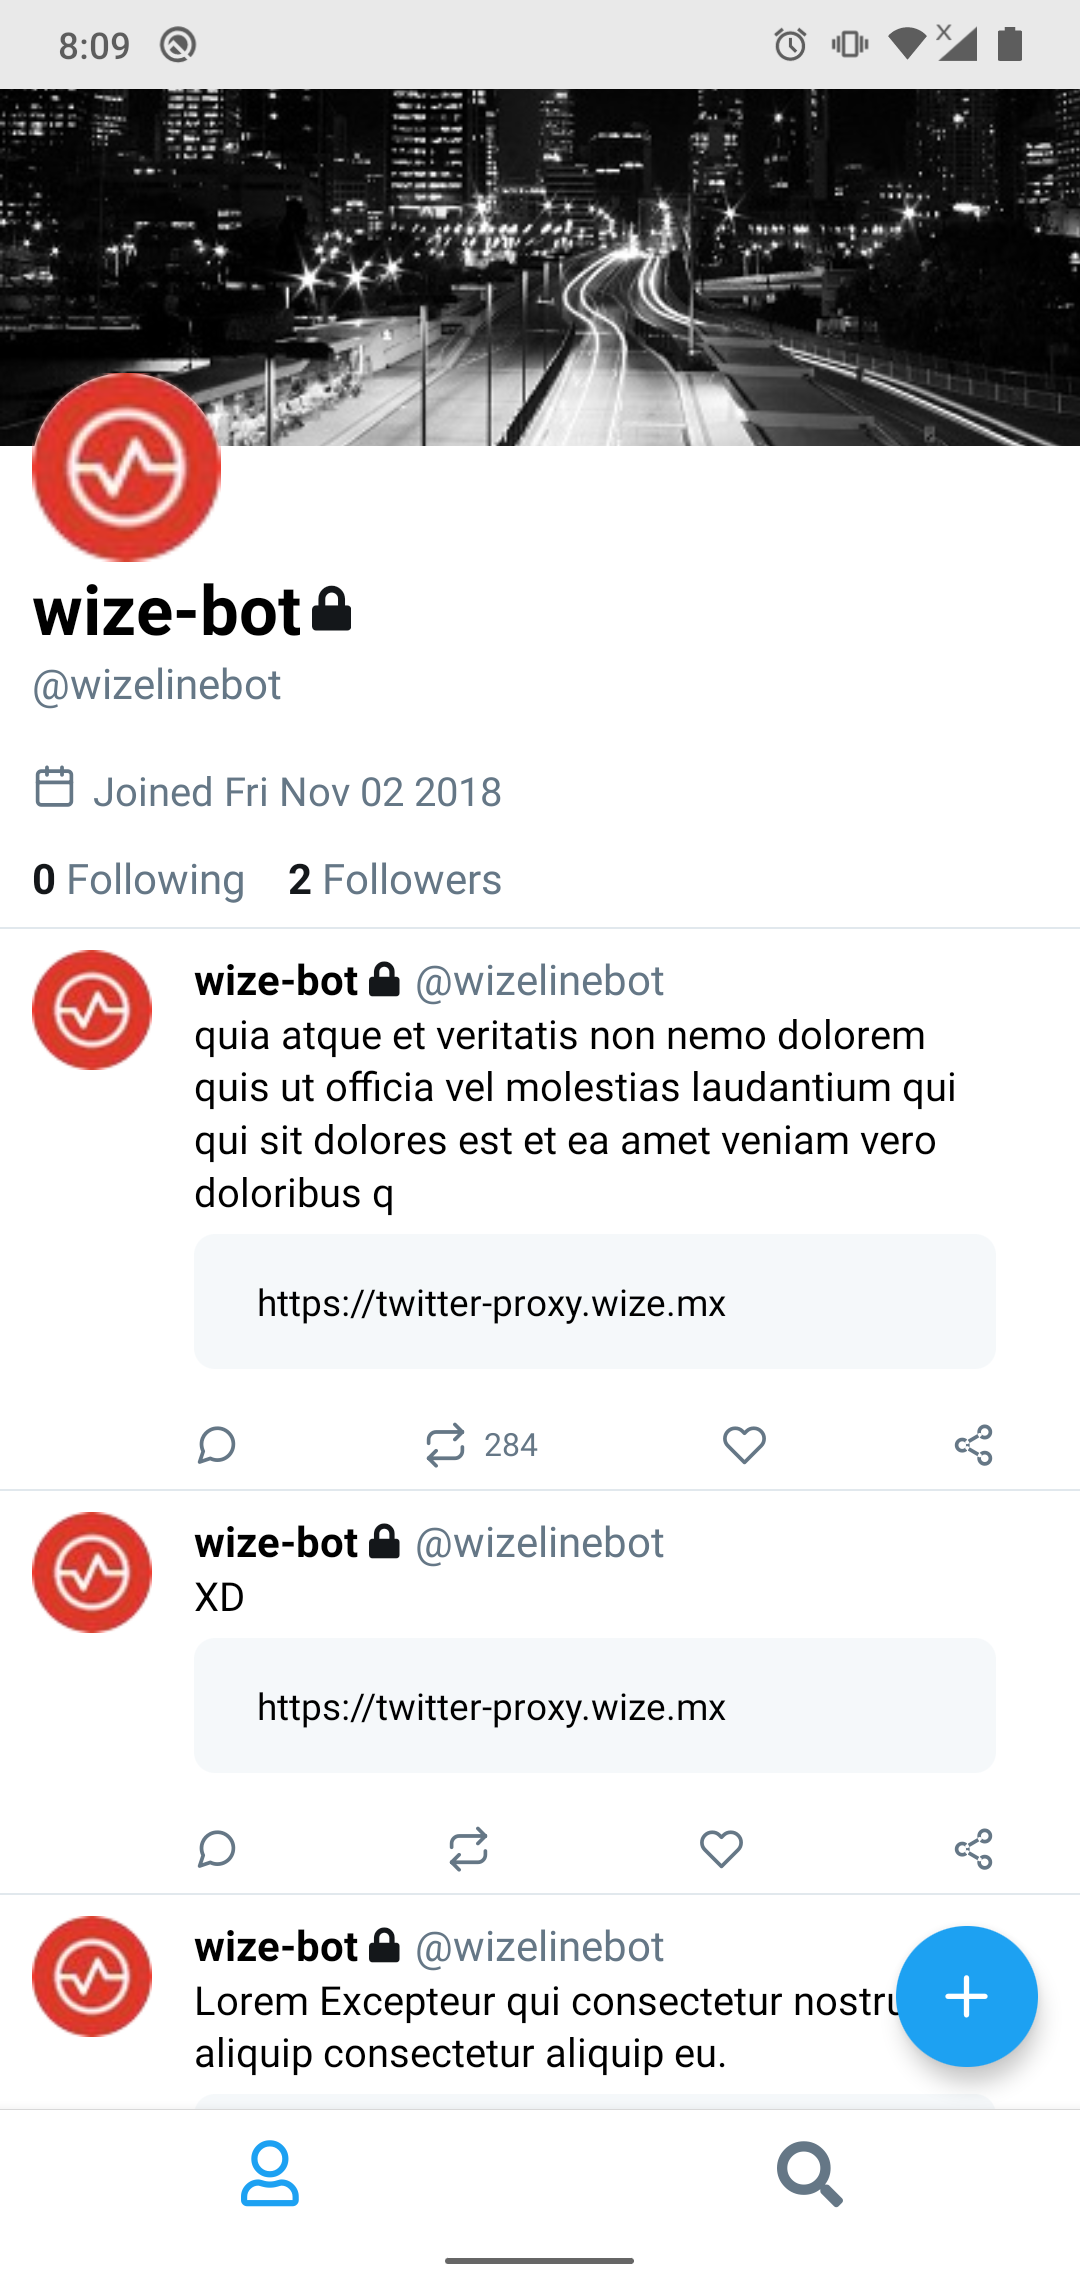 8:09
wize-bot
@wizelinebot
Joined Fri Nov 02 2018
0 Following 2 Followers
wize-bot @wizelinebot
quia atque et veritatis non nemo dolorem
quis ut officia vel molestias laudantium qui
qui sit dolores est et ea amet veniam vero
doloribus q
https://twitter-proxy.wize.mx
284
wize-bot @wizelinebot
XD
https://twitter-proxy.wize.mx
wize-bot @wizelinebot
Lorem Excepteur qui consectetur
aliquip consectetur aliquip eu.